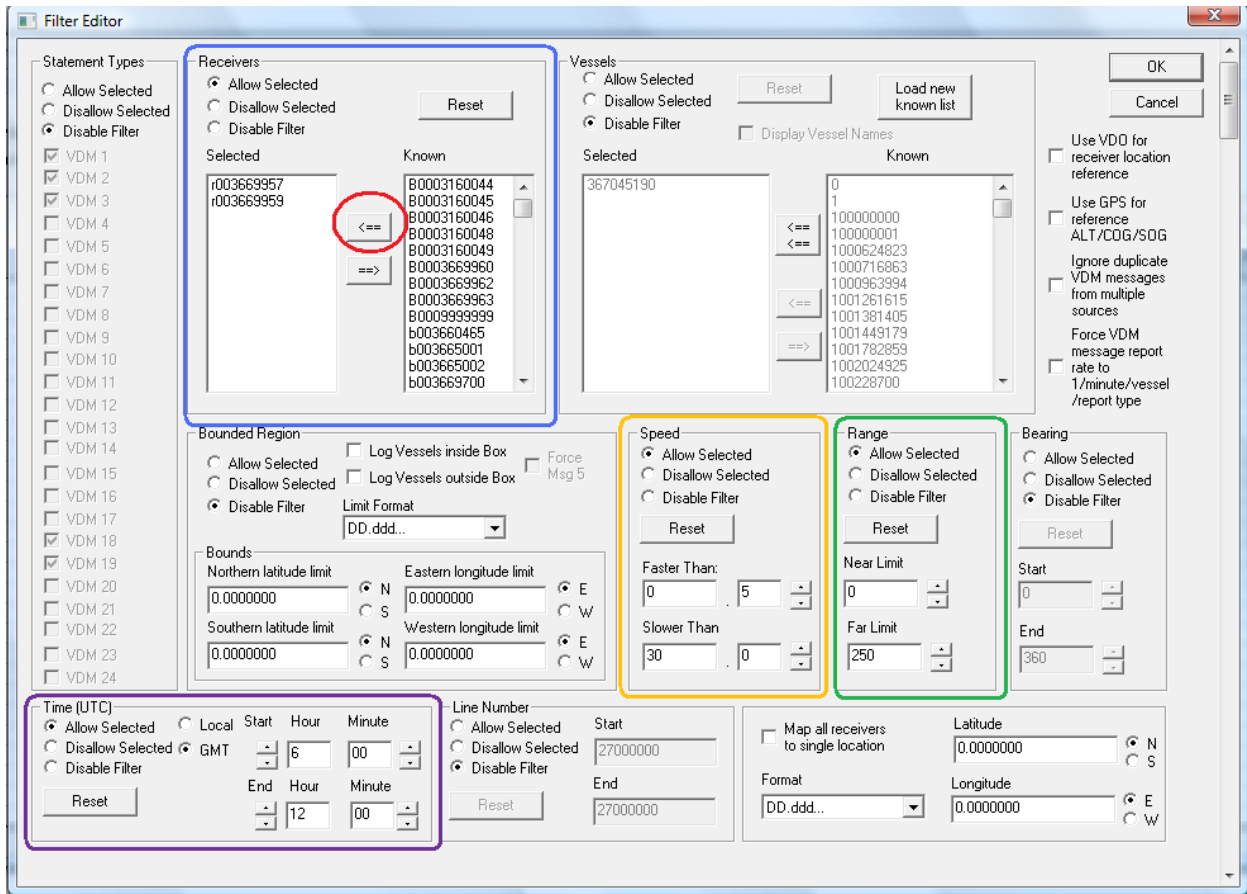 Filter Editor
Statement Types
Allow Selected
Disallow Selected
Disable Filter
VDM 1
VDM 2
VDM 3
VDM 4
VDM 5
VDM 6
VDM 7
VDM 8
VDM 9
VDM 10
VDM 11
VDM 12
VDM 13
VDM 14
VDM 15
VDM 16
VDM 17
VDM 18
VDM 19
VDM 20
VDM 21
VDM 22
VDM 23
VDM 24
Receivers
Allow Selected
Disallow Selected
Disable Filter
Reset
Selected
r003669957
r003669959
<==
==>
Known
B0003160044
B0003160045
B0003160046
B0003160048
B0003160049
B0003669960
B0003669962
B0003669963
B0009999999
b003660465
b003665001
b003665002
b003669700
Vessels
Allow Selected
Disallow Selected
Disable Filter
Reset
Load new
known list
Display Vessel Names
Selected
367045190
<==
<==
<==
==>
Known
0
1
100000000
100000001
1000624823
1000716863
1000963994
1001261615
1001381405
1001449179
1001782859
1002024925
100228700
OK
Cancel
Use VDO for
receiver location
reference
Use GPS for
reference
ALT/COG/SOG
Ignore duplicate
VDM messages
from multiple
sources
Force VDM
message report
rate to
1/minute/vessel
/report type
Bounded Region
Allow Selected
Disallow Selected
Disable Filter
Log Vessels inside Box
Log Vessels outside Box
Force
Msg 5
Limit Format
DD.ddd...
Bounds
Northern latitude limit
0.0000000
N
S
Eastern longitude limit
0.0000000
E
W
Southern latitude limit
0.0000000
N
S
Western longitude limit
0.0000000
E
W
Speed
Allow Selected
Disallow Selected
Disable Filter
Reset
Faster Than:
0 . 5
Slower Than
30 . 0
Range
Allow Selected
Disallow Selected
Disable Filter
Reset
Near Limit
0
Far Limit
250
Bearing
Allow Selected
Disallow Selected
Disable Filter
Reset
Start
0
End
360
Time (UTC)
Allow Selected
Disallow Selected
Disable Filter
Reset
Local
GMT
Start Hour Minute
6 00
End Hour Minute
12 00
Line Number
Allow Selected
Disallow Selected
Disable Filter
Reset
Start
27000000
End
27000000
Map all receivers
to single location
Format
DD.ddd...
Latitude
0.0000000
N
S
Longitude
0.0000000
E
W